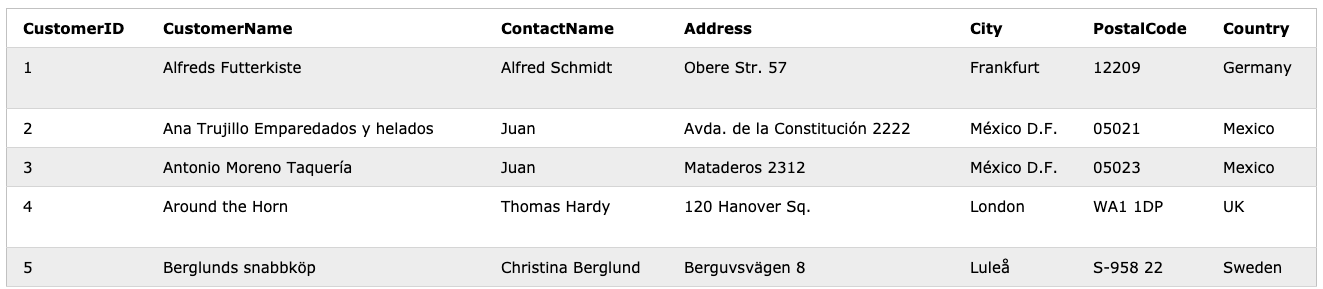 CustomerID CustomerName ContactName Address City PostalCode Country
1 Alfreds Futterkiste Alfred Schmidt Obere Str. 57 Frankfurt 12209 Germany
2 Ana Trujillo Emparedados y helados Juan Avda. de la Constitución 2222 México D.F. 05021 Mexico
3 Antonio Moreno Taquería Juan Mataderos 2312 México D.F. 05023 Mexico
4 Around the Horn Thomas Hardy 120 Hanover Sq. London WA1 1DP UK
5 Berglunds snabbköp Christina Berglund Berguvsvägen 8 Luleå S-958 22 Sweden